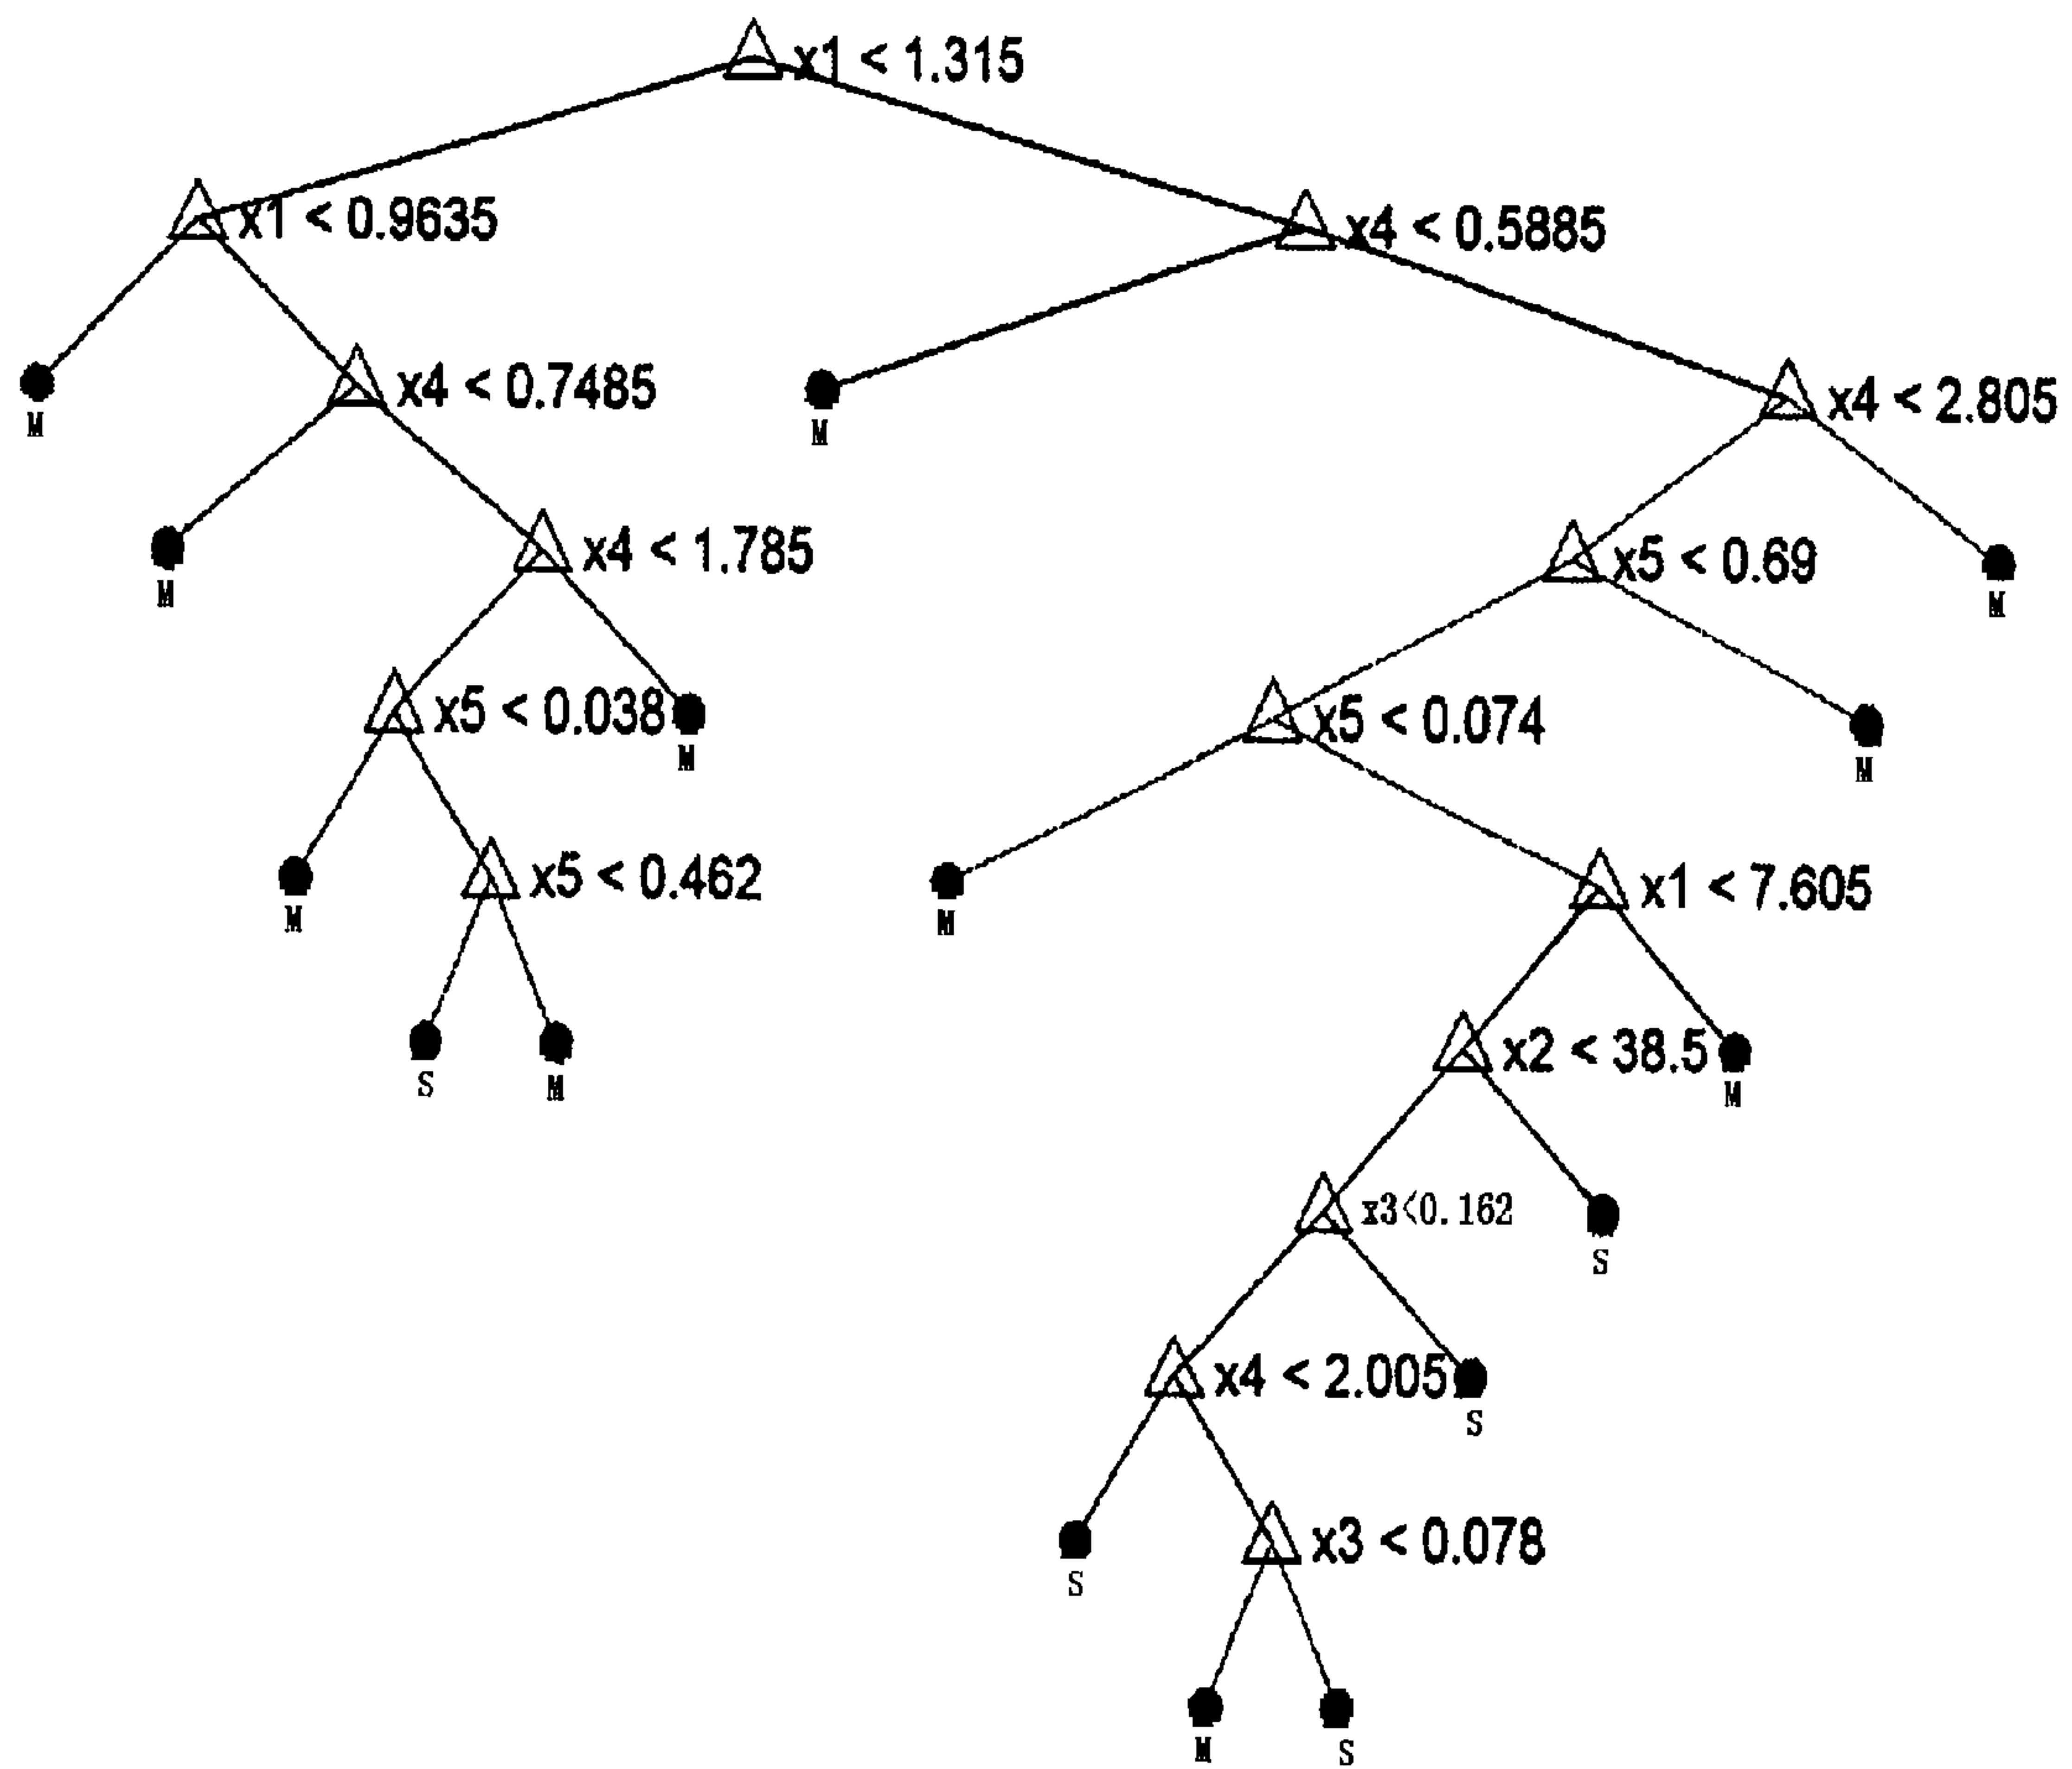 x1 < 1.315
x1 < 0.9635
x4 < 0.5885
M
x4 < 0.7485
M
x4 < 2.805
M
x4 < 1.785
x5 < 0.69
M
x5 < 0.038
M
x5 < 0.074
M
M
x5 < 0.462
M
x1 < 7.605
S
M
x2 < 38.5
M
x3<0.162
S
x4 < 2.005
S
S
x3 < 0.078
M
S